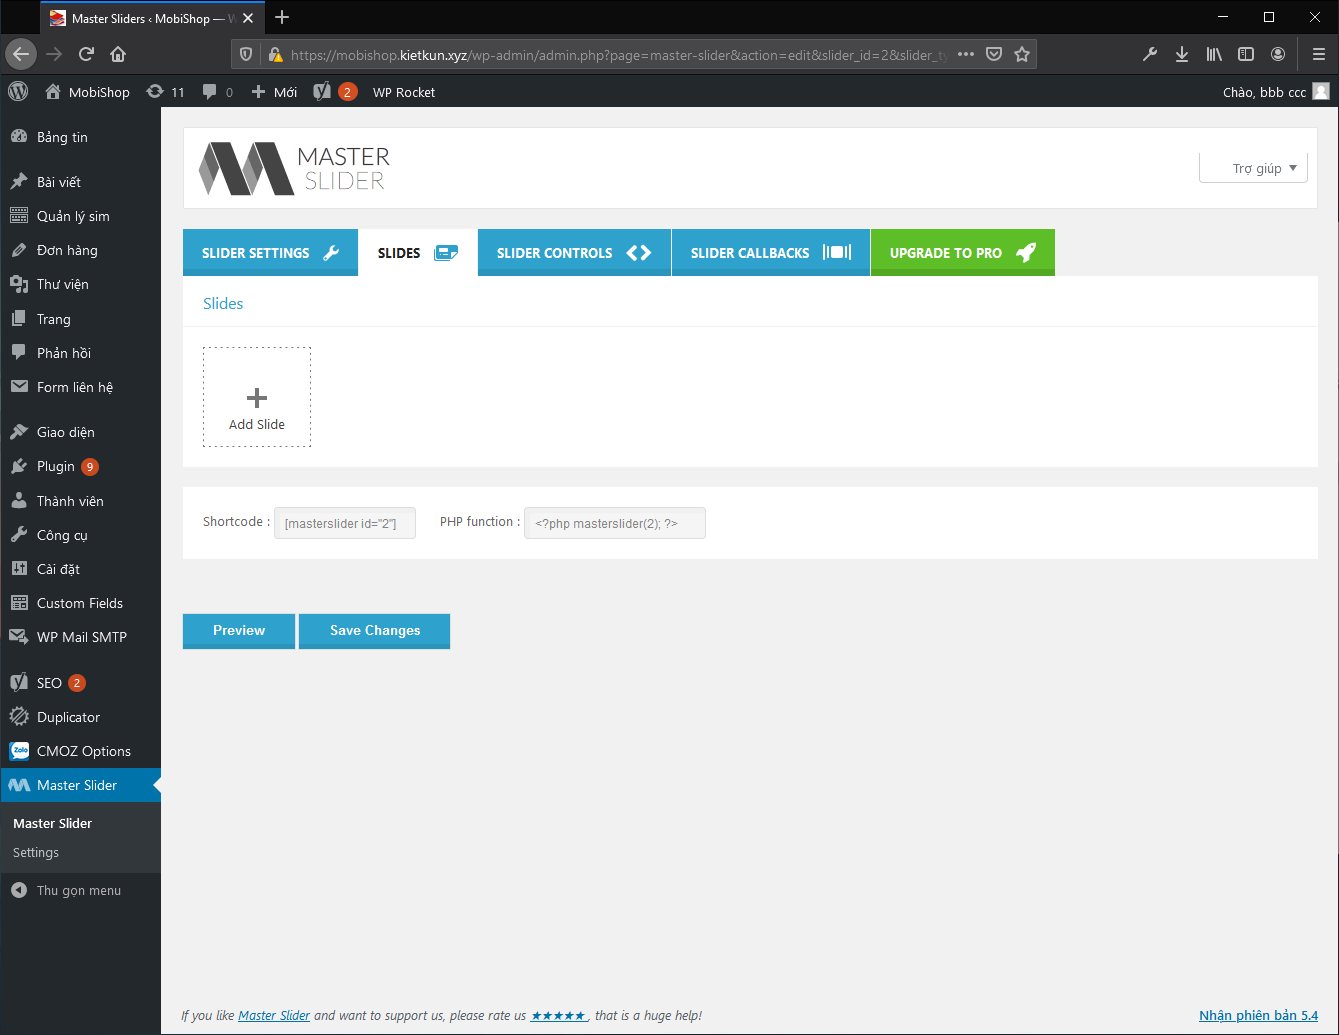 Master Sliders ‹ MobiShop — W
https://mobishop.kietkun.xyz/wp-admin/admin.php?page=master-slider&action=edit&slider_id=2&slider_ty
MobiShop 11 0 Mới 2 WP Rocket Chào, bbb ccc
Bảng tin
Bài viết
Quản lý sim
Đơn hàng
Thư viện
Trang
Phản hồi
Form liên hệ
Giao diện
Plugin 9
Thành viên
Công cụ
Cài đặt
Custom Fields
WP Mail SMTP
SEO 2
Duplicator
Zalo CMOZ Options
Master Slider
Master Slider
Settings
Thu gọn menu
MASTER
SLIDER
Trợ giúp
SLIDER SETTINGS SLIDES SLIDER CONTROLS SLIDER CALLBACKS UPGRADE TO PRO
Slides
Add Slide
Shortcode : [masterslider id="2"] PHP function : <?php masterslider(2); ?>
Preview Save Changes
If you like Master Slider and want to support us, please rate us ★★★★★ , that is a huge help!
Nhận phiên bản 5.4